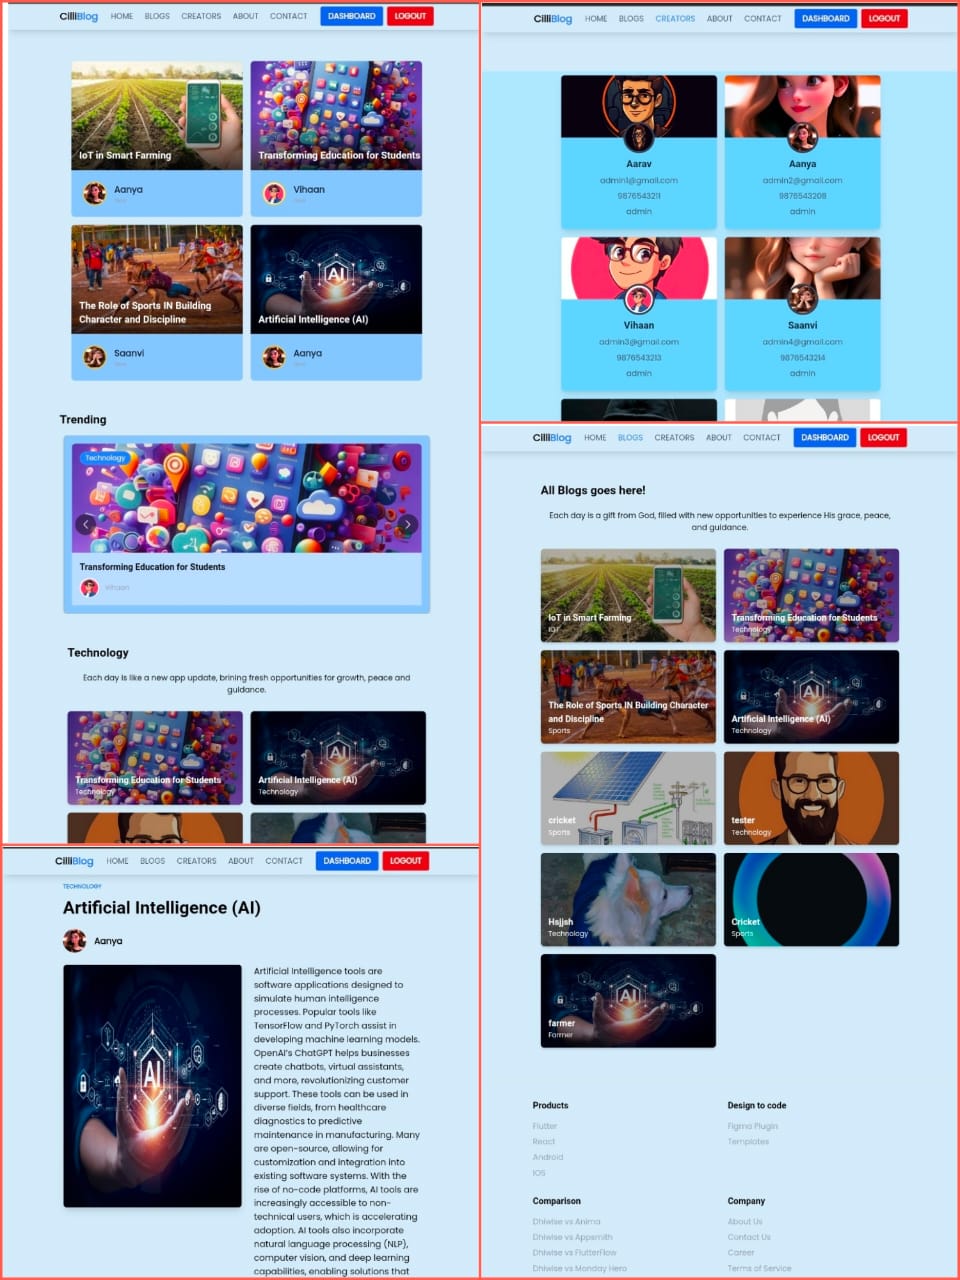 CilliBlog HOME BLOGS CREATORS ABOUT CONTACT DASHBOARD LOGOUT
IoT in Smart Farming
Transforming Education for Students
Aanya
Vihaan
The Role of Sports IN Building
Character and Discipline
Artificial Intelligence (AI)
Saanvi
Aanya
Trending
Technology
Transforming Education for Students
Vihaan
Technology
Each day is like a new app update, brining fresh opportunities for growth, peace and
guidance.
Transforming Education for Students
Technology
Artificial Intelligence (AI)
Technology
CilliBlog HOME BLOGS CREATORS ABOUT CONTACT DASHBOARD LOGOUT
TECHNOLOGY
Artificial Intelligence (AI)
Aanya
AI
Artificial Intelligence tools are
software applications designed to
simulate human intelligence
processes. Popular tools like
TensorFlow and PyTorch assist in
developing machine learning models.
OpenAI's ChatGPT helps businesses
create chatbots, virtual assistants,
and more, revolutionizing customer
support. These tools can be used in
diverse fields, from healthcare
diagnostics to predictive
maintenance in manufacturing. Many
are open-source, allowing for
customization and integration into
existing software systems. With the
rise of no-code platforms, AI tools are
increasingly accessible to non-
technical users, which is accelerating
adoption. AI tools also incorporate
natural language processing (NLP),
computer vision, and deep learning
capabilities, enabling solutions that
CilliBlog HOME BLOGS CREATORS ABOUT CONTACT DASHBOARD LOGOUT
Aarav
admin1@gmail.com
9876543211
admin
Aanya
admin2@gmail.com
9876543208
admin
Vihaan
admin3@gmail.com
9876543213
admin
Saanvi
admin4@gmail.com
9876543214
admin
CilliBlog HOME BLOGS CREATORS ABOUT CONTACT DASHBOARD LOGOUT
All Blogs goes here!
Each day is a gift from God, filled with new opportunities to experience His grace, peace,
and guidance.
IoT in Smart Farming
IOT
Transforming Education for Students
Technology
The Role of Sports IN Building Character
and Discipline
Sports
AI
Artificial Intelligence (AI)
Technology
cricket
Sports
tester
Technology
Hsjjsh
Technology
Cricket
Sports
AI
farmer
Farmer
Products
Flutter
React
Android
iOS
Design to code
Figma Plugin
Templates
Comparison
Dhiwise vs Anima
Dhiwise vs Appsmith
Dhiwise vs FlutterFlow
Dhiwise vs Monday Hero
Company
About Us
Contact Us
Career
Terms of Service